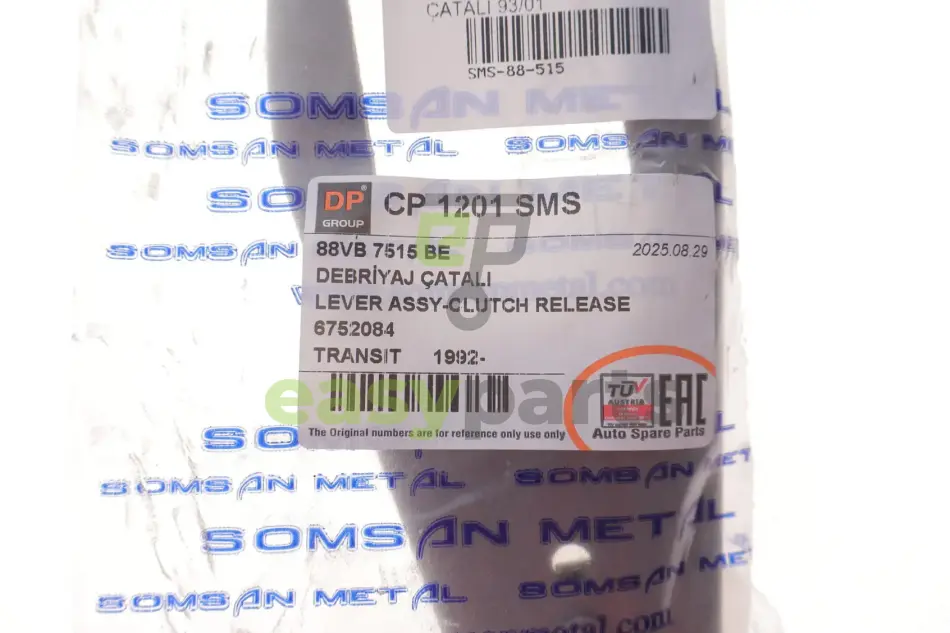 ÇATALI 93/01
SMS-88-515
SOMSAN METAL
SOMSAN METAL
SOMSAN METAL
DP
GROUP
CP 1201 SMS
88VB 7515 BE
2025.08.29
DEBRİYAJ ÇATALI
LEVER ASSY-CLUTCH RELEASE
6752084
TRANSIT 1992-
ep
easyparts
TÜV
AUSTRIA
EAC
Auto Spare Parts
The Original numbers are for reference only use only
SOMSAN METAL
SOMSAN METAL
SOMSAN METAL
SOMSAN METAL
SOMSAN METAL